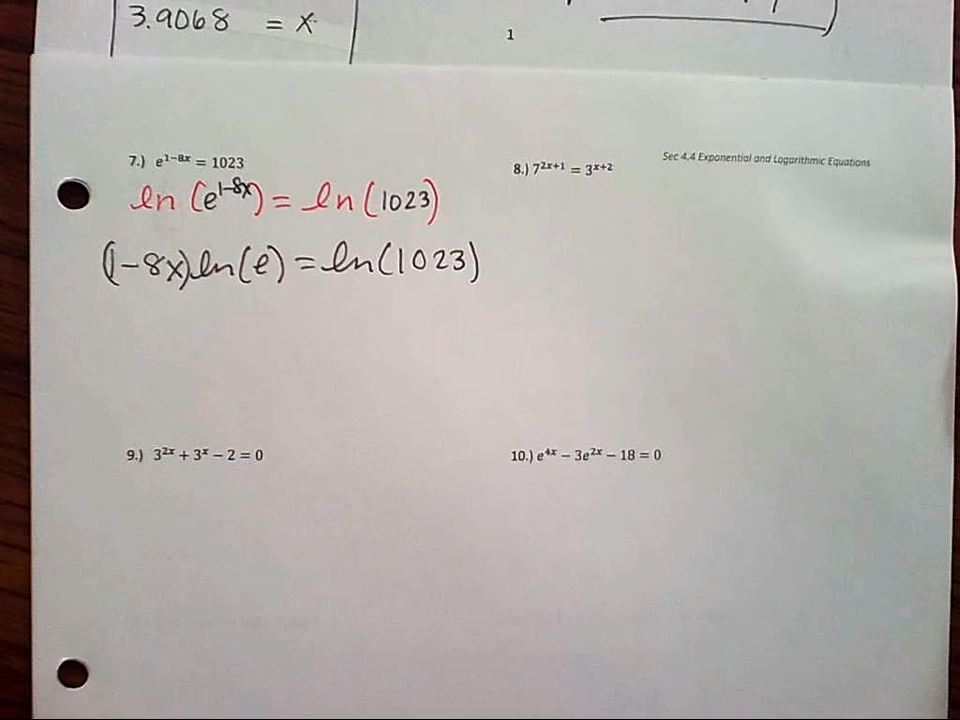 3.9068 = x
1
Sec 4.4 Exponential and Logarithmic Equations
7.) e^{1-8x} = 1023
8.) 7^{2x+1} = 3^{x+2}
ln (e^{1-8x}) = ln (1023)
(1-8x) ln(e) = ln(1023)
9.) 3^{2x} + 3^x − 2 = 0
10.) e^{4x} − 3e^{2x} − 18 = 0